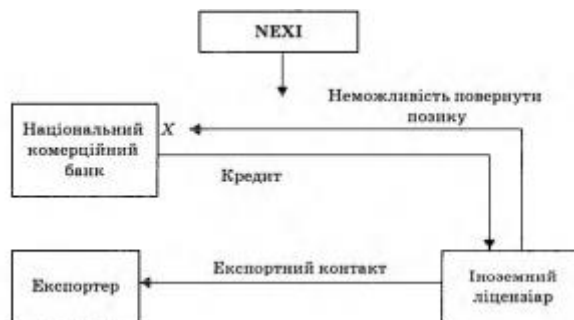 NEXI
Неможливість повернути
позику
Національний
комерційний
банк
X
Кредит
Експортний контакт
Експортер
Іноземний
ліцензіар